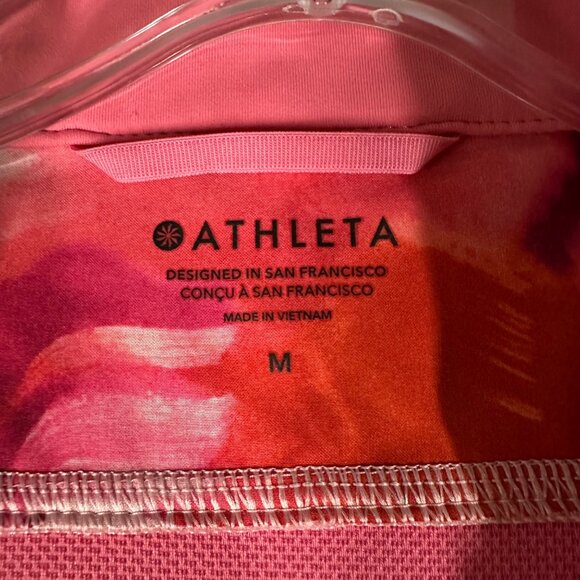 ATHLETA
DESIGNED IN SAN FRANCISCO
CONÇU À SAN FRANCISCO
MADE IN VIETNAM
M